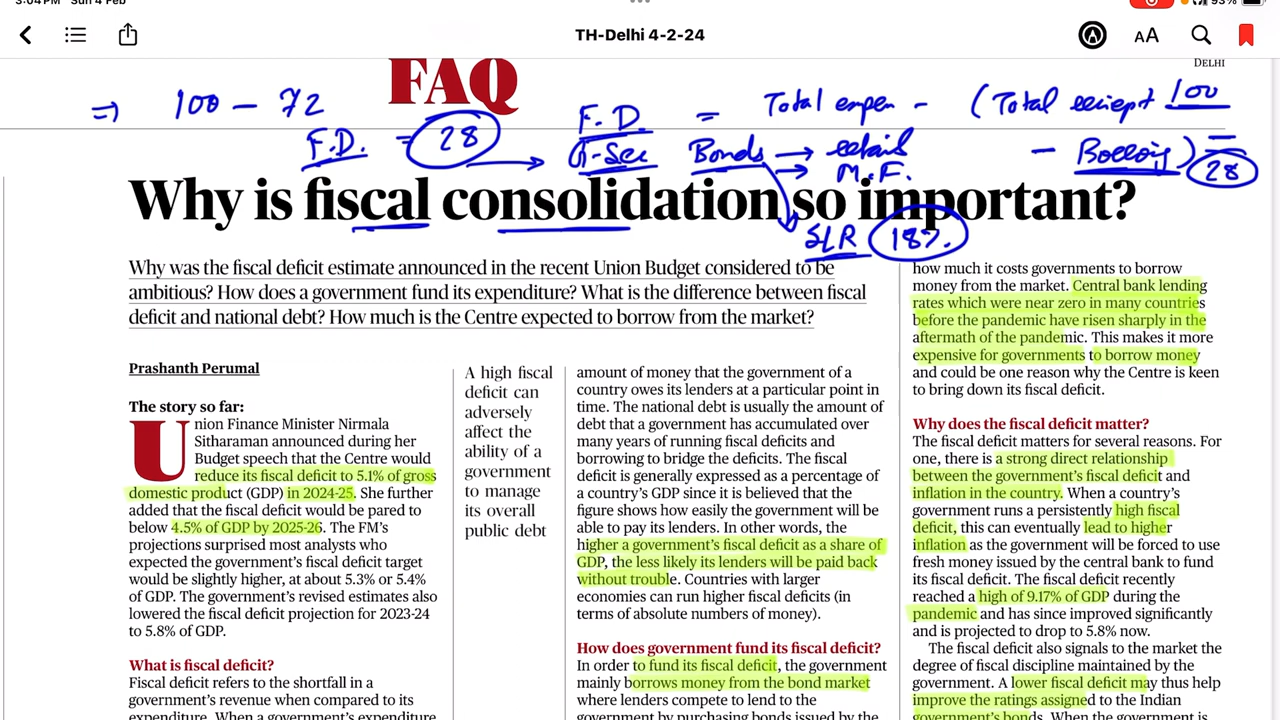 3:04 PM Sun 4 Feb
93%
TH-Delhi 4-2-24
AA
DELHI
FAQ
⇒ 100 - 72
F.D. = 28
F.D. = Total expen - (Total reciept 100
G-Sec Bonds → retail
- Borroing) 28
→ M.F.
SLR 18%.
Why is fiscal consolidation so important?
Why was the fiscal deficit estimate announced in the recent Union Budget considered to be
ambitious? How does a government fund its expenditure? What is the difference between fiscal
deficit and national debt? How much is the Centre expected to borrow from the market?
Prashanth Perumal
The story so far:
Union Finance Minister Nirmala
Sitharaman announced during her
Budget speech that the Centre would
reduce its fiscal deficit to 5.1% of gross
domestic product (GDP) in 2024-25. She further
added that the fiscal deficit would be pared to
below 4.5% of GDP by 2025-26. The FM's
projections surprised most analysts who
expected the government's fiscal deficit target
would be slightly higher, at about 5.3% or 5.4%
of GDP. The government's revised estimates also
lowered the fiscal deficit projection for 2023-24
to 5.8% of GDP.
What is fiscal deficit?
Fiscal deficit refers to the shortfall in a
government's revenue when compared to its
expenditure. When a government's expenditure
A high fiscal
deficit can
adversely
affect the
ability of a
government
to manage
its overall
public debt
amount of money that the government of a
country owes its lenders at a particular point in
time. The national debt is usually the amount of
debt that a government has accumulated over
many years of running fiscal deficits and
borrowing to bridge the deficits. The fiscal
deficit is generally expressed as a percentage of
a country's GDP since it is believed that the
figure shows how easily the government will be
able to pay its lenders. In other words, the
higher a government's fiscal deficit as a share of
GDP, the less likely its lenders will be paid back
without trouble. Countries with larger
economies can run higher fiscal deficits (in
terms of absolute numbers of money).
How does government fund its fiscal deficit?
In order to fund its fiscal deficit, the government
mainly borrows money from the bond market
where lenders compete to lend to the
government by purchasing bonds issued by the
how much it costs governments to borrow
money from the market. Central bank lending
rates which were near zero in many countries
before the pandemic have risen sharply in the
aftermath of the pandemic. This makes it more
expensive for governments to borrow money
and could be one reason why the Centre is keen
to bring down its fiscal deficit.
Why does the fiscal deficit matter?
The fiscal deficit matters for several reasons. For
one, there is a strong direct relationship
between the government's fiscal deficit and
inflation in the country. When a country's
government runs a persistently high fiscal
deficit, this can eventually lead to higher
inflation as the government will be forced to use
fresh money issued by the central bank to fund
its fiscal deficit. The fiscal deficit recently
reached a high of 9.17% of GDP during the
pandemic and has since improved significantly
and is projected to drop to 5.8% now.
The fiscal deficit also signals to the market the
degree of fiscal discipline maintained by the
government. A lower fiscal deficit may thus help
improve the ratings assigned to the Indian
government's bonds. When the government is